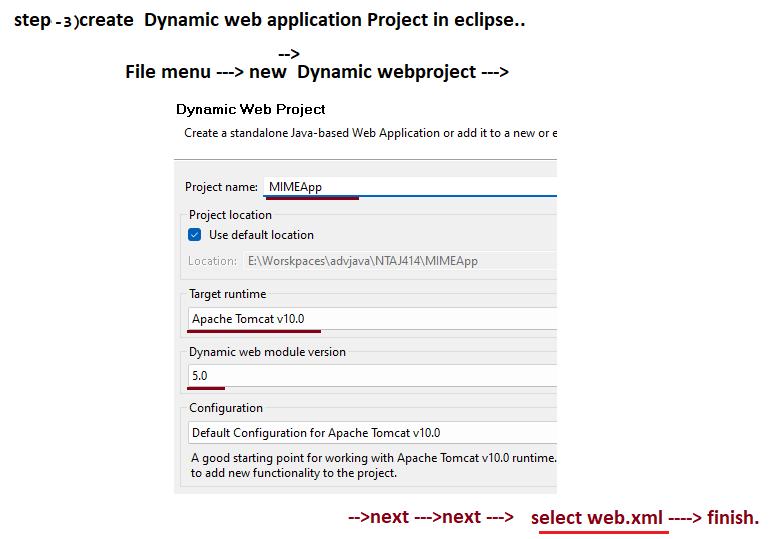 step -3)create Dynamic web application Project in eclipse..
-->
File menu ---> new Dynamic webproject --->
Dynamic Web Project
Create a standalone Java-based Web Application or add it to a new or e
Project name: MIMEApp
Project location
Use default location
Location: E:\Worskpaces\advjava\NTAJ414\MIMEApp
Target runtime
Apache Tomcat v10.0
Dynamic web module version
5.0
Configuration
Default Configuration for Apache Tomcat v10.0
A good starting point for working with Apache Tomcat v10.0 runtime.
to add new functionality to the project.
-->next --->next ---> select web.xml ----> finish.